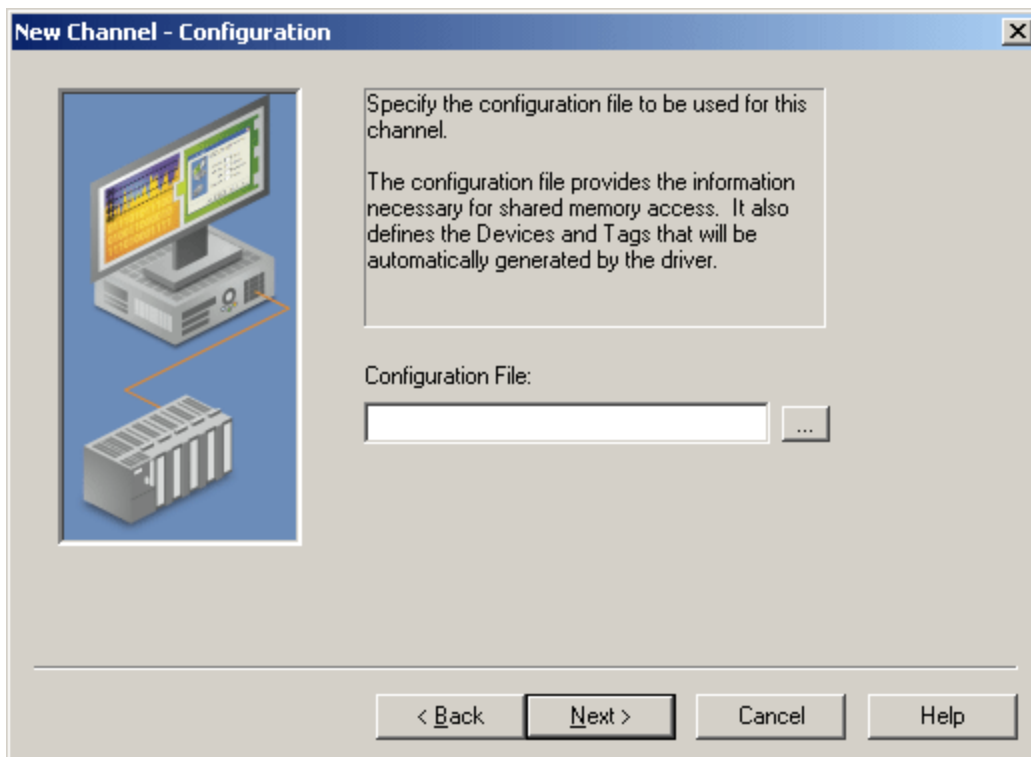 New Channel - Configuration
Specify the configuration file to be used for this
channel.
The configuration file provides the information
necessary for shared memory access.  It also
defines the Devices and Tags that will be
automatically generated by the driver.
Configuration File:
...
< Back
Next >
Cancel
Help